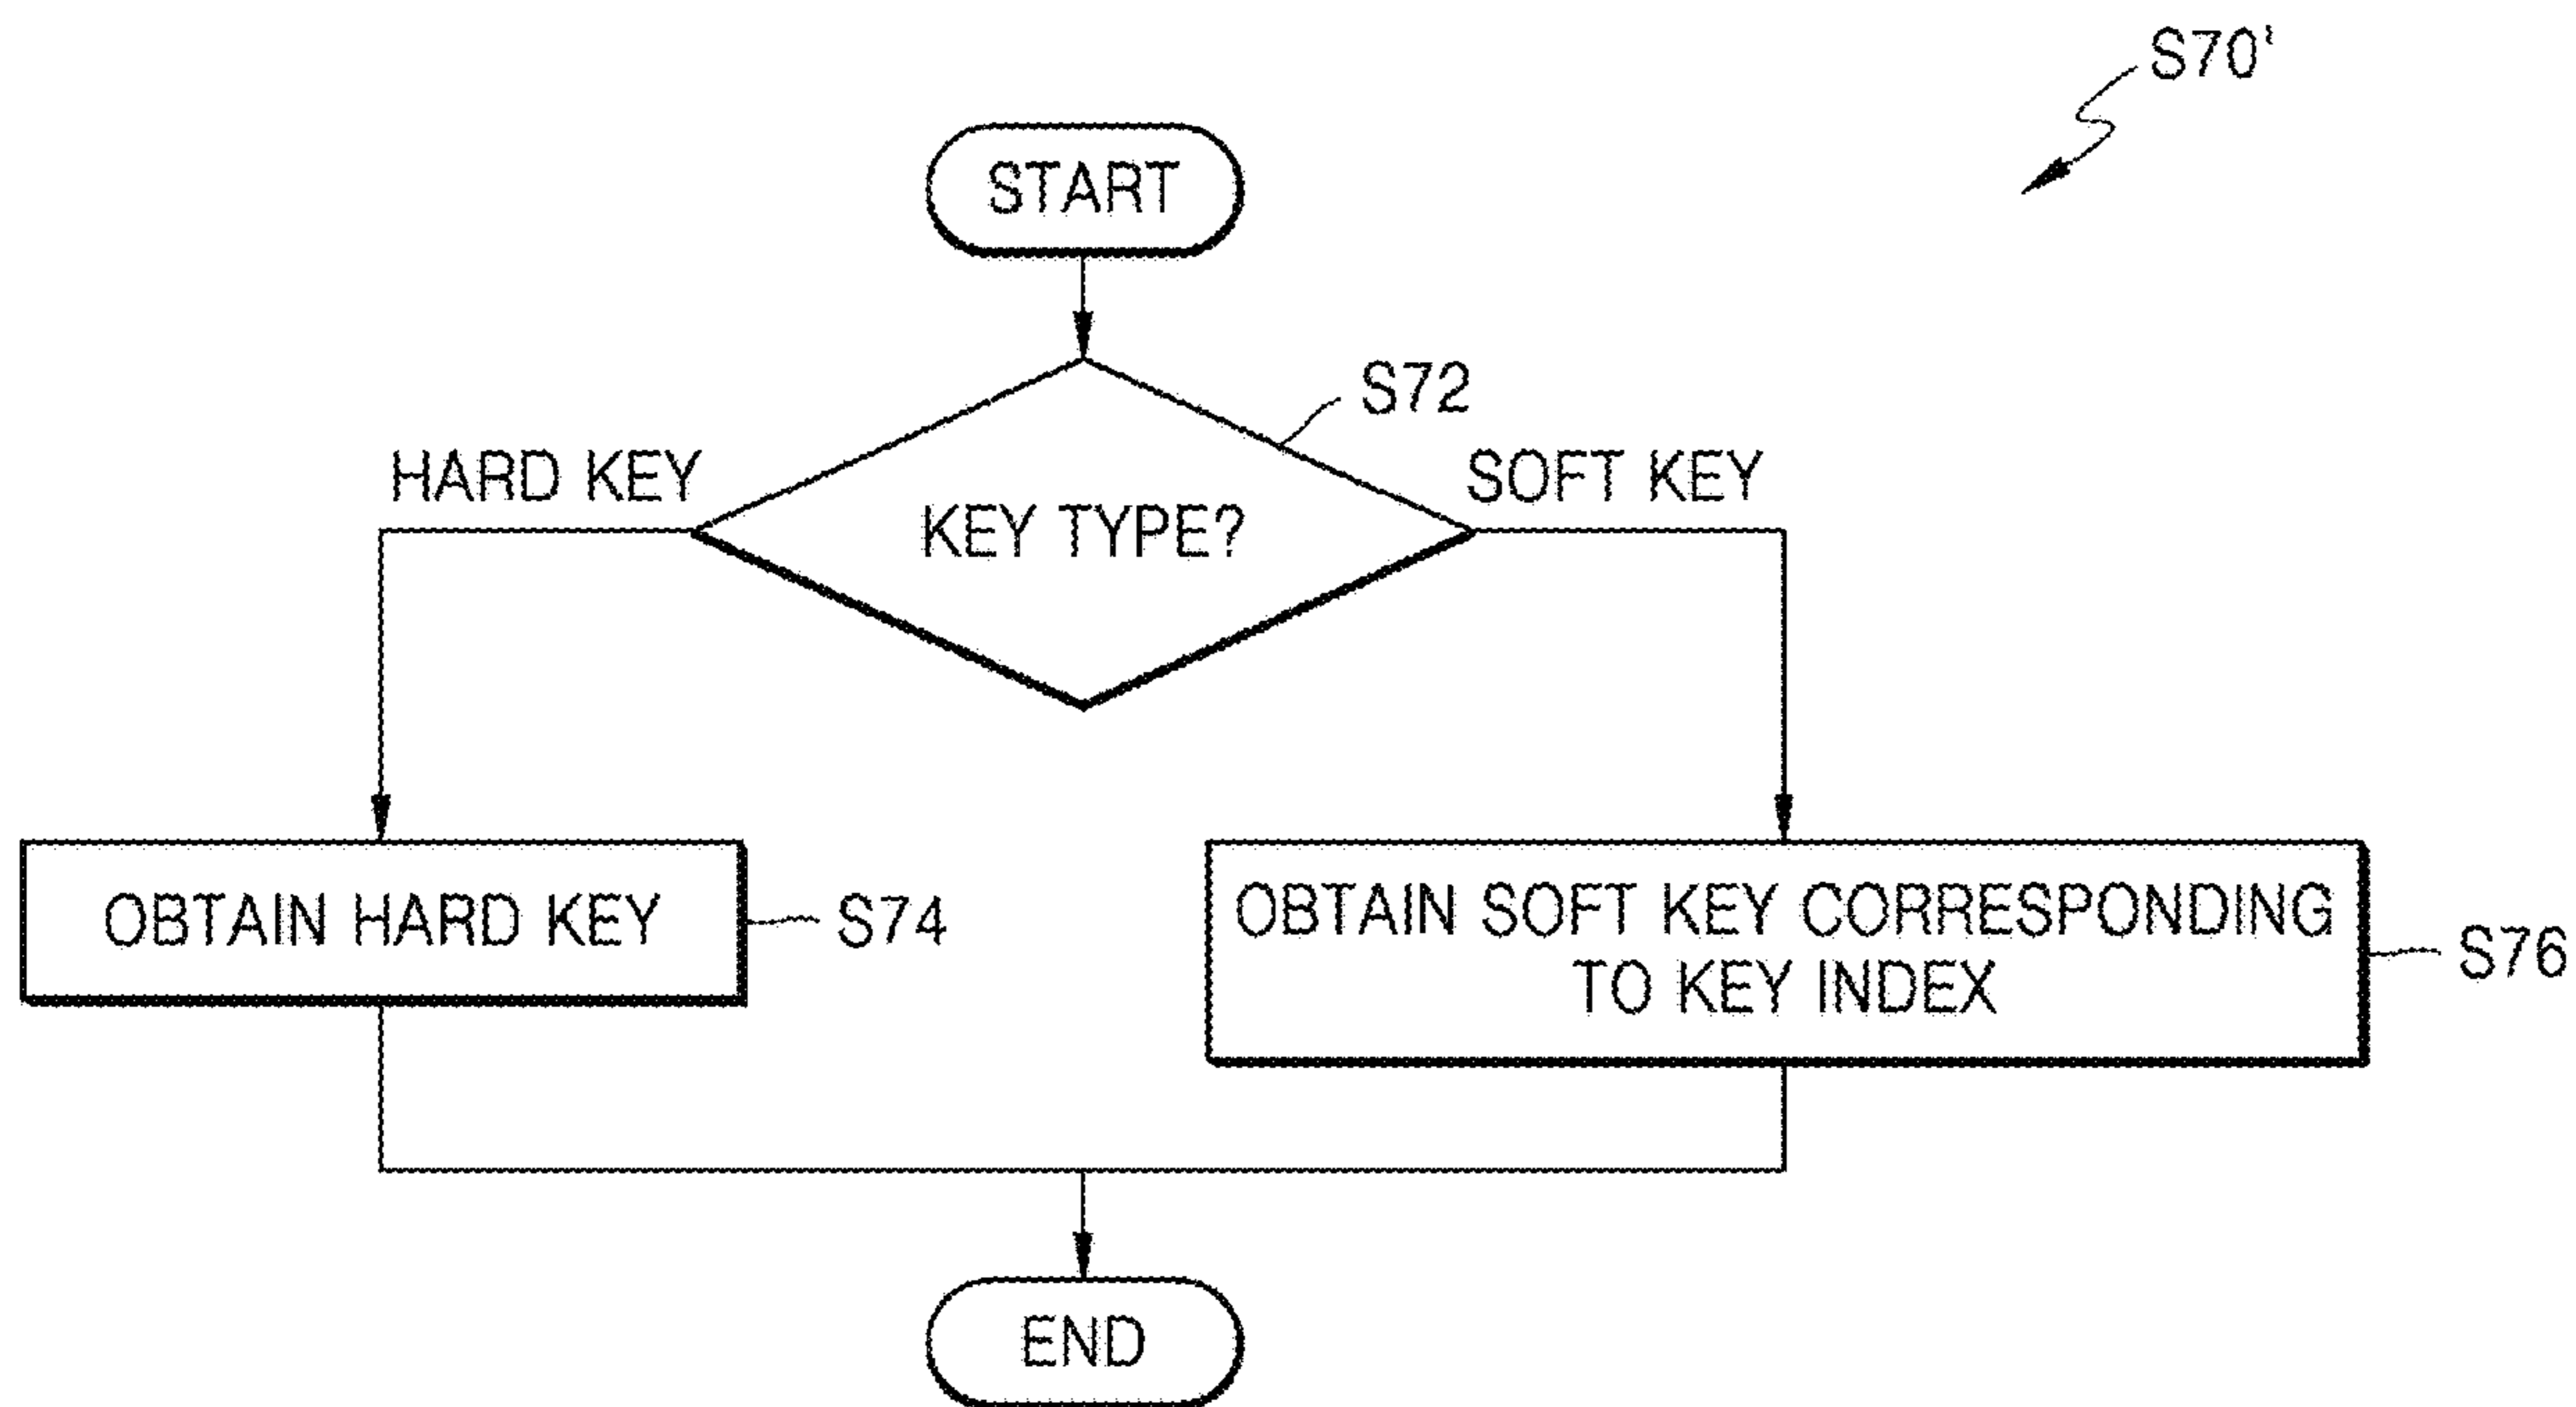 S70'
START
S72
HARD KEY
SOFT KEY
KEY TYPE?
OBTAIN HARD KEY
S74
OBTAIN SOFT KEY CORRESPONDING
TO KEY INDEX
S76
END